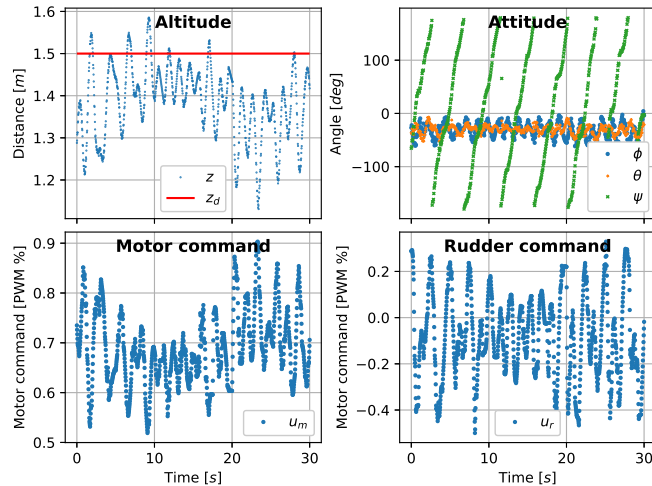 Altitude
Distance [m]
1.6
1.5
1.4
1.3
1.2
z
z_d
Attitude
Angle [deg]
100
0
−100
ϕ
θ
ψ
Motor command
Motor command [PWM %]
0.9
0.8
0.7
0.6
0.5
u_m
0
10
20
30
Time [s]
Rudder command
Motor command [PWM %]
0.2
0.0
−0.2
−0.4
u_r
0
10
20
30
Time [s]